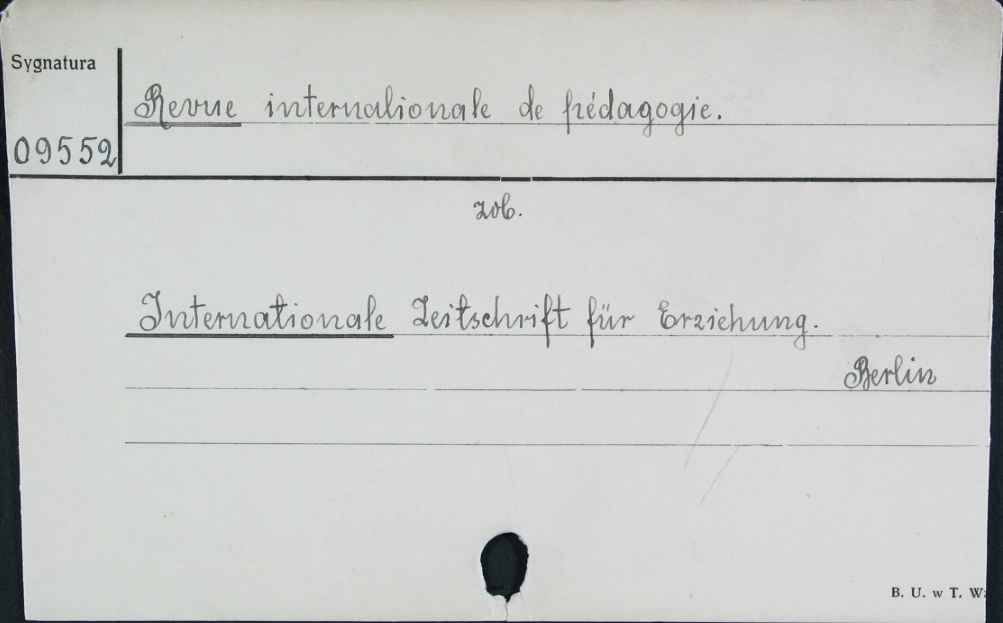 Sygnatura
Revue internationale de pédagogie.
09552
zob.
Internationale Zeitschrift für Erziehung.
Berlin
B. U. w T. W: